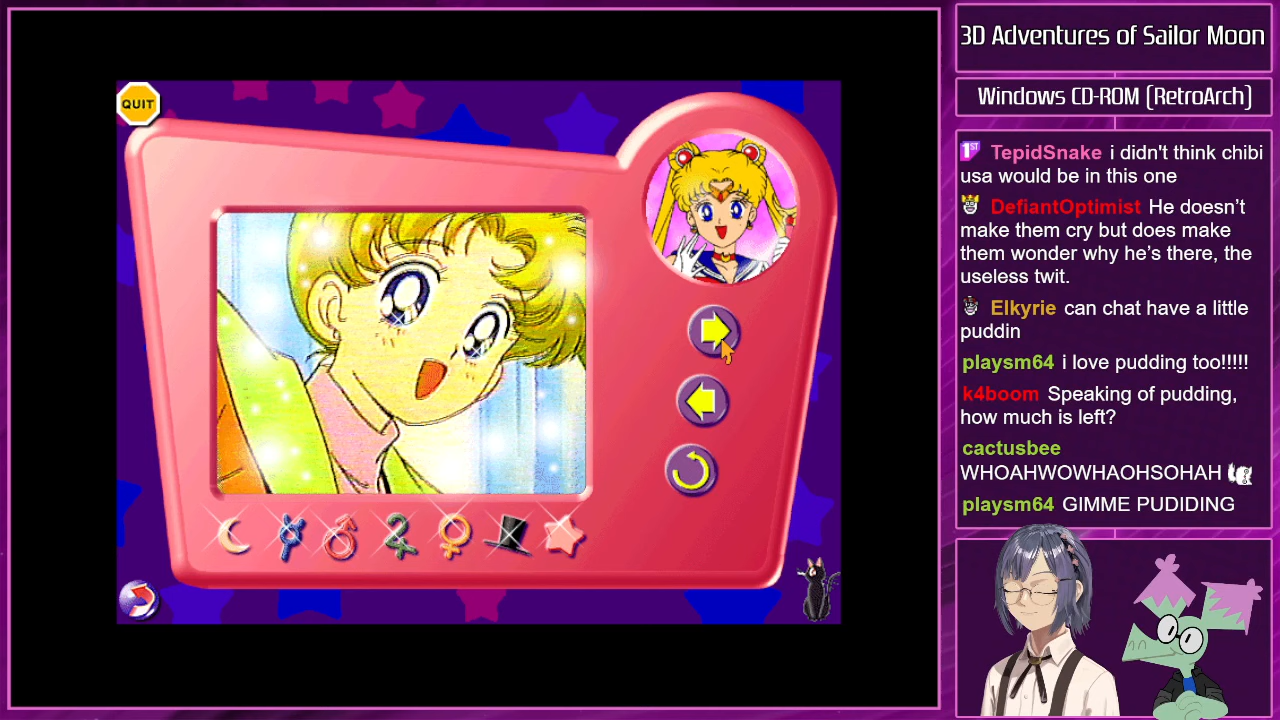 QUIT
3D Adventures of Sailor Moon
Windows CD-ROM (RetroArch)
1ST TepidSnake i didn't think chibi
usa would be in this one
DefiantOptimist He doesn’t
make them cry but does make
them wonder why he’s there, the
useless twit.
Elkyrie can chat have a little
puddin
playsm64 i love pudding too!!!!!
k4boom Speaking of pudding,
how much is left?
cactusbee
WHOAHWOWHAOHSOHAH
playsm64 GIMME PUDIDING